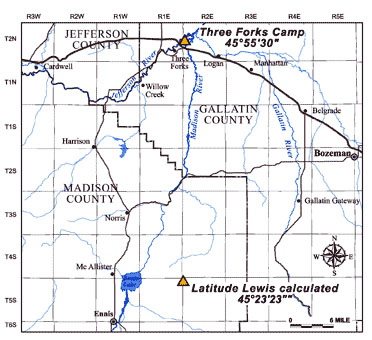 R3W R2W R1W R1E R2E R3E R4E R5E
T2N
T1N
T1S
T2S
T3S
T4S
T5S
T6S
JEFFERSON
COUNTY
Three Forks Camp
45°55'30"
Cardwell
Jefferson River
Three
Forks
Logan
Manhattan
Willow
Creek
Madison River
GALLATIN
COUNTY
Gallatin River
Belgrade
Bozeman
Harrison
MADISON
COUNTY
Norris
Gallatin Gateway
N
W E
S
Mc Allister
Ennis
Lake
Latitude Lewis calculated
45°23'23""
Ennis
0 6 MILE